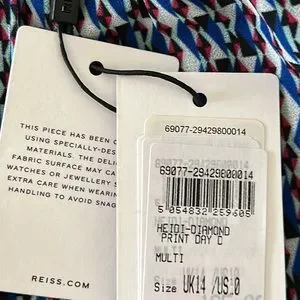 THIS PIECE HAS BEEN
USING SPECIALLY-DES
MATERIALS. THE DELI
FABRIC SURFACE MAY CA
WATCHES OR JEWELLERY
EXTRA CARE WHEN WEARIN
HANDLING TO AVOID SNAG
REISS.COM
69077-29429800014
69077-29429800014
5 054832 259605
HEIDI-DIAMOND
PRINT DAY D
MULTI
Size UK14 /US10